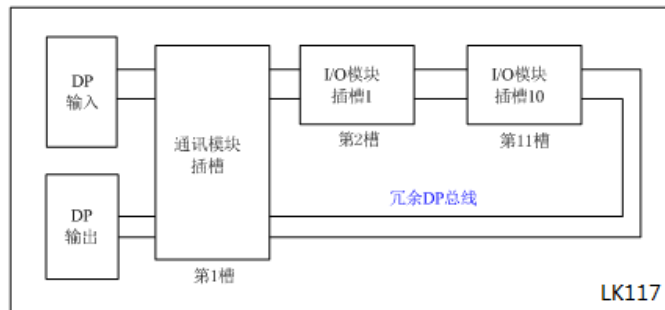 DP
输入
通讯模块
插槽
I/O模块
插槽1
I/O模块
插槽10
第2槽
第11槽
DP
输出
冗余DP总线
第1槽
LK117